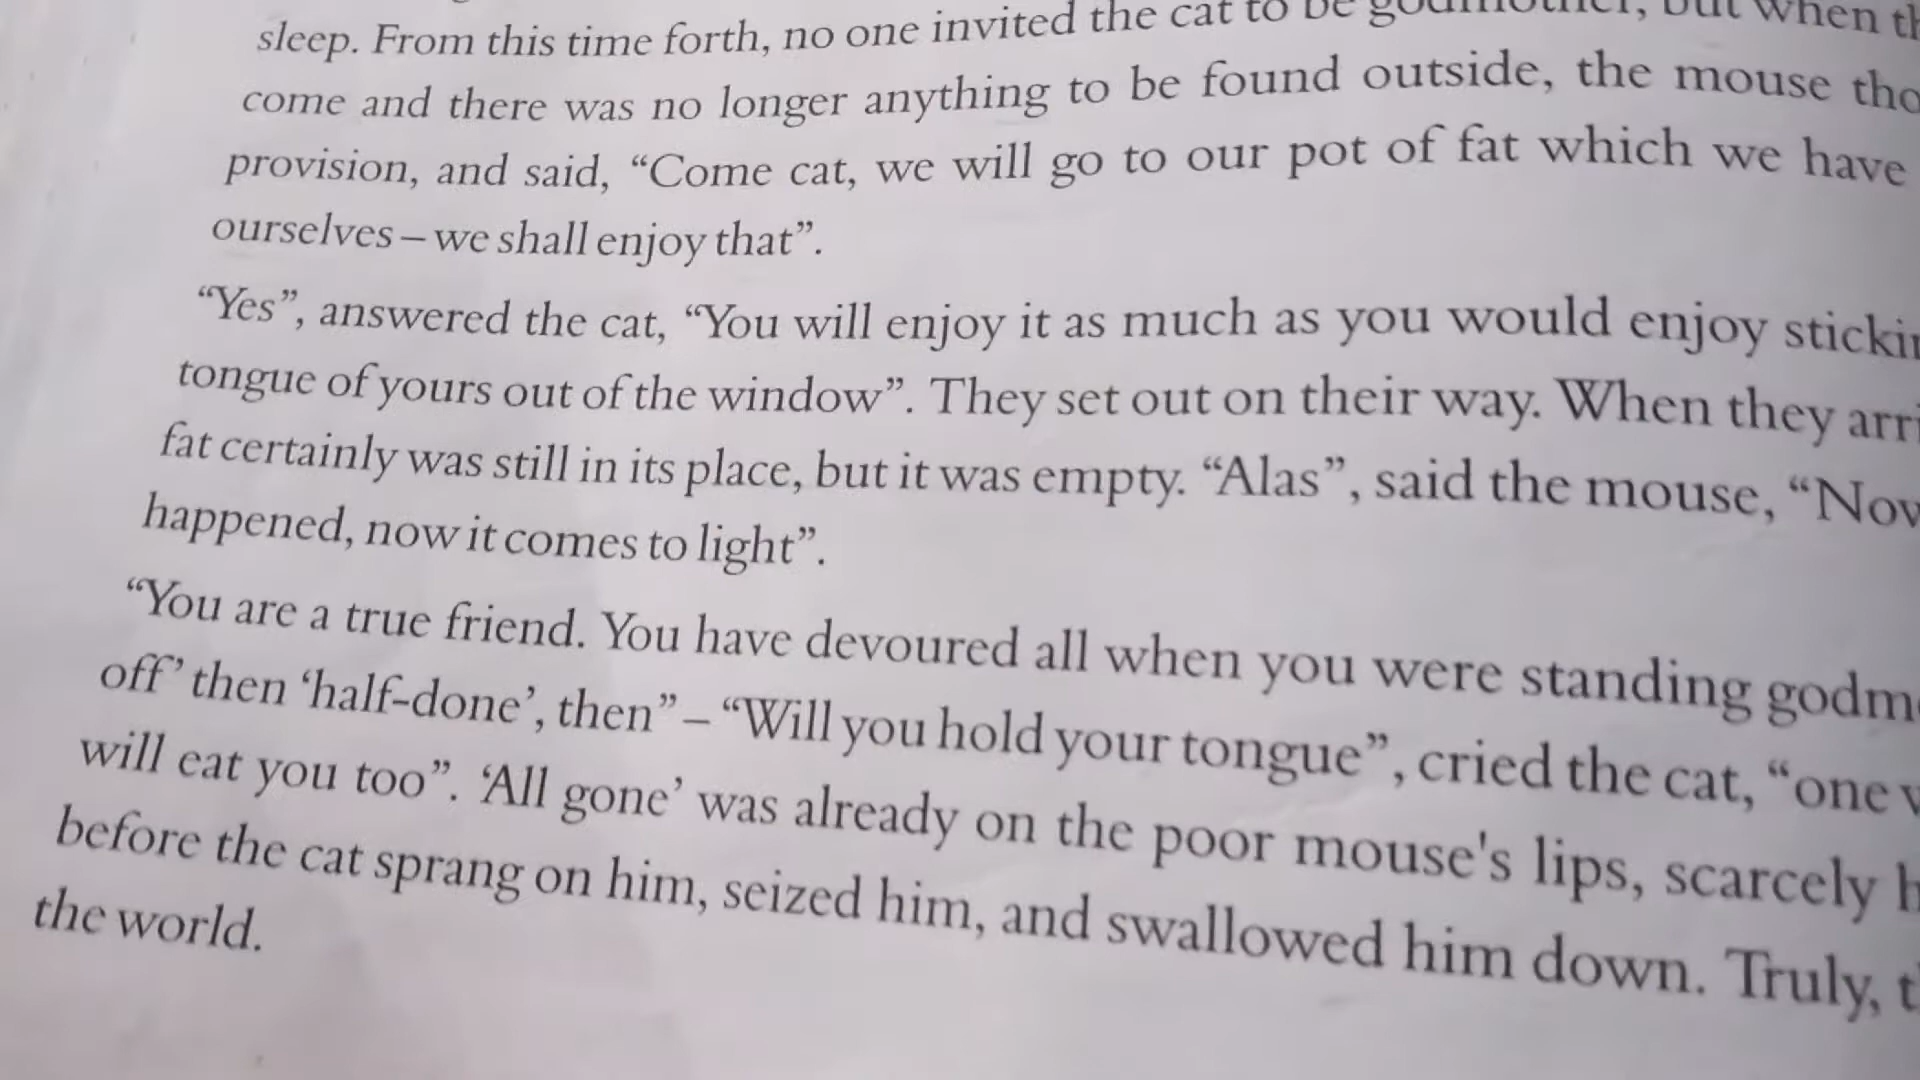 sleep. From this time forth, no one invited the cat to be godmother, but when
come and there was no longer anything to be found outside, the mouse
provision, and said, “Come cat, we will go to our pot of fat which we have
ourselves – we shall enjoy that”.
“Yes”, answered the cat, “You will enjoy it as much as you would enjoy
tongue of yours out of the window”. They set out on their way. When they
fat certainly was still in its place, but it was empty. “Alas”, said the mouse,
happened, now it comes to light”.
“You are a true friend. You have devoured all when you were standing
off’ then ‘half-done’, then” – “Will you hold your tongue”, cried the cat, “one
will eat you too”. ‘All gone’ was already on the poor mouse's lips, scarcely
before the cat sprang on him, seized him, and swallowed him down. Truly,
the world.